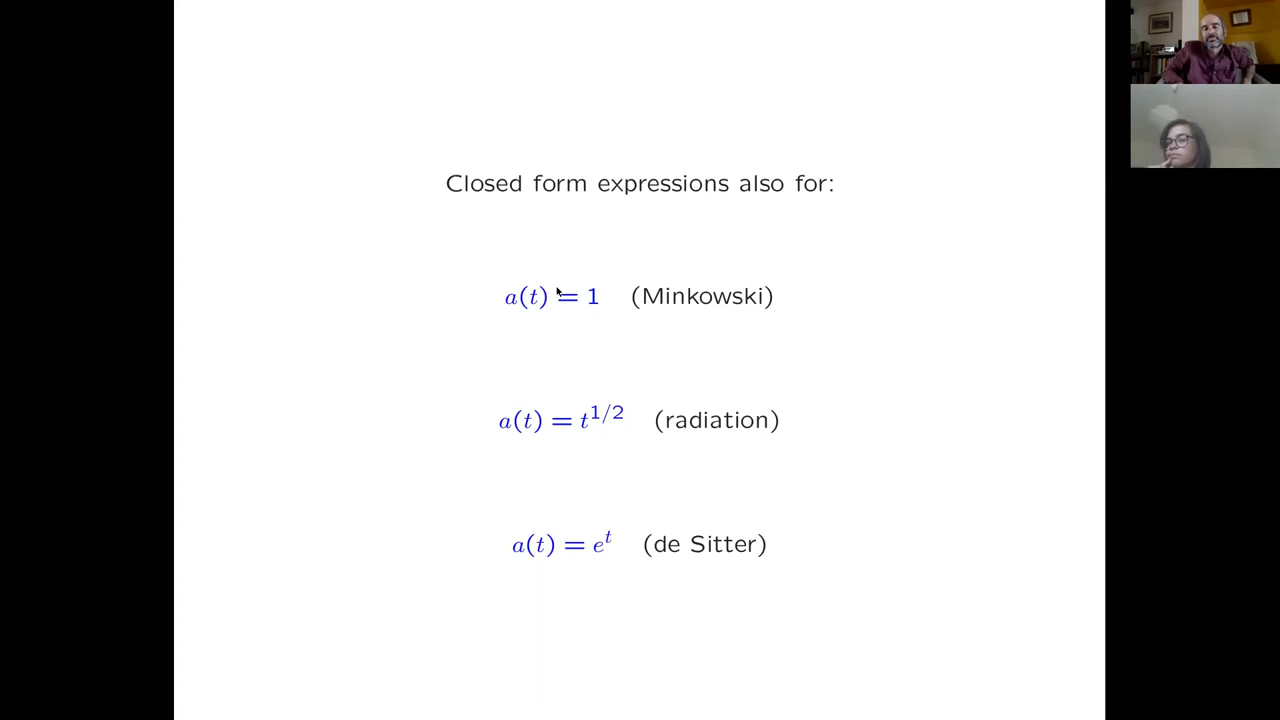 Closed form expressions also for:
a(t) = 1 (Minkowski)
a(t) = t^{1/2} (radiation)
a(t) = e^t (de Sitter)